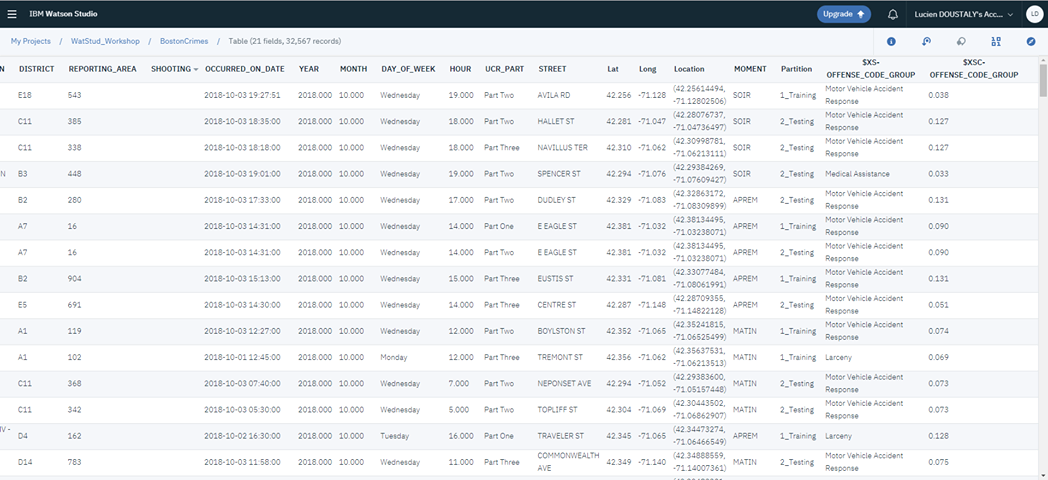 IBM Watson Studio
Upgrade
Lucien DOUSTALY's Acc...
LD
My Projects / WatStud_Workshop / BostonCrimes / Table (21 fields, 32,567 records)
N DISTRICT REPORTING_AREA SHOOTING OCCURRED_ON_DATE YEAR MONTH DAY_OF_WEEK HOUR UCR_PART STREET Lat Long Location MOMENT Partition $XS-OFFENSE_CODE_GROUP $XSC-OFFENSE_CODE_GROUP
E18 543 2018-10-03 19:27:51 2018.000 10.000 Wednesday 19.000 Part Two AVILA RD 42.256 -71.128 (42.25614494, -71.12802506) SOIR 1_Training Motor Vehicle Accident Response 0.038
C11 385 2018-10-03 18:35:00 2018.000 10.000 Wednesday 18.000 Part Two HALLET ST 42.281 -71.047 (42.28076737, -71.04736497) SOIR 2_Testing Motor Vehicle Accident Response 0.127
C11 338 2018-10-03 18:18:00 2018.000 10.000 Wednesday 18.000 Part Three NAVILLUS TER 42.310 -71.062 (42.30998781, -71.06213111) SOIR 2_Testing Motor Vehicle Accident Response 0.127
N B3 448 2018-10-03 19:01:00 2018.000 10.000 Wednesday 19.000 Part Two SPENCER ST 42.294 -71.076 (42.29384269, -71.07609427) SOIR 2_Testing Medical Assistance 0.033
B2 280 2018-10-03 17:33:00 2018.000 10.000 Wednesday 17.000 Part Two DUDLEY ST 42.329 -71.083 (42.32863172, -71.08309899) APREM 2_Testing Motor Vehicle Accident Response 0.131
A7 16 2018-10-03 14:31:00 2018.000 10.000 Wednesday 14.000 Part One E EAGLE ST 42.381 -71.032 (42.38134495, -71.03238071) APREM 1_Training Motor Vehicle Accident Response 0.090
A7 16 2018-10-03 14:31:00 2018.000 10.000 Wednesday 14.000 Part Two E EAGLE ST 42.381 -71.032 (42.38134495, -71.03238071) APREM 2_Testing Motor Vehicle Accident Response 0.090
B2 904 2018-10-03 15:13:00 2018.000 10.000 Wednesday 15.000 Part Three EUSTIS ST 42.331 -71.081 (42.33077484, -71.08061991) APREM 1_Training Motor Vehicle Accident Response 0.131
E5 691 2018-10-03 14:30:00 2018.000 10.000 Wednesday 14.000 Part Three CENTRE ST 42.287 -71.148 (42.28709355, -71.14822128) APREM 2_Testing Motor Vehicle Accident Response 0.051
A1 119 2018-10-03 12:27:00 2018.000 10.000 Wednesday 12.000 Part Two BOYLSTON ST 42.352 -71.065 (42.35241815, -71.06525499) MATIN 1_Training Motor Vehicle Accident Response 0.074
A1 102 2018-10-01 12:45:00 2018.000 10.000 Monday 12.000 Part Three TREMONT ST 42.356 -71.062 (42.35637531, -71.06213513) MATIN 1_Training Larceny 0.069
C11 368 2018-10-03 07:40:00 2018.000 10.000 Wednesday 7.000 Part Two NEPONSET AVE 42.294 -71.052 (42.29383600, -71.05157448) MATIN 2_Testing Motor Vehicle Accident Response 0.073
C11 342 2018-10-03 05:30:00 2018.000 10.000 Wednesday 5.000 Part Two TOPLIFF ST 42.304 -71.069 (42.30443502, -71.06862907) MATIN 2_Testing Motor Vehicle Accident Response 0.073
D4 162 2018-10-02 16:30:00 2018.000 10.000 Tuesday 16.000 Part One TRAVELER ST 42.345 -71.065 (42.34473274, -71.06466549) APREM 1_Training Larceny 0.128
D14 783 2018-10-03 11:58:00 2018.000 10.000 Wednesday 11.000 Part Three COMMONWEALTH AVE 42.349 -71.140 (42.34888559, -71.14007361) MATIN 2_Testing Motor Vehicle Accident Response 0.075